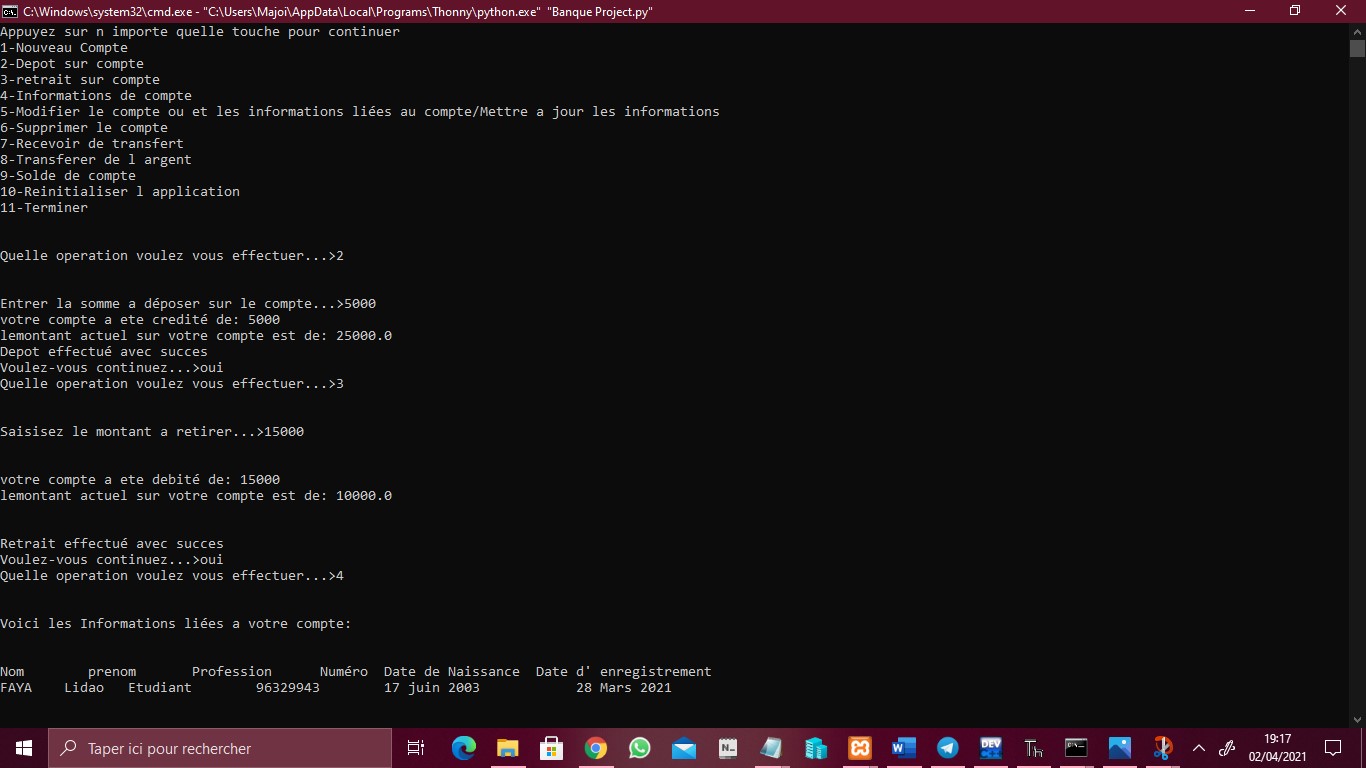 C:\Windows\system32\cmd.exe - "C:\Users\Majoi\AppData\Local\Programs\Thonny\python.exe" "Banque Project.py"
Appuyez sur n importe quelle touche pour continuer
1-Nouveau Compte
2-Depot sur compte
3-retrait sur compte
4-Informations de compte
5-Modifier le compte ou et les informations liées au compte/Mettre a jour les informations
6-Supprimer le compte
7-Recevoir de transfert
8-Transferer de l argent
9-Solde de compte
10-Reinitialiser l application
11-Terminer
Quelle operation voulez vous effectuer...>2
Entrer la somme a déposer sur le compte...>5000
votre compte a ete credité de: 5000
lemontant actuel sur votre compte est de: 25000.0
Depot effectué avec succes
Voulez-vous continuez...>oui
Quelle operation voulez vous effectuer...>3
Saisisez le montant a retirer...>15000
votre compte a ete debité de: 15000
lemontant actuel sur votre compte est de: 10000.0
Retrait effectué avec succes
Voulez-vous continuez...>oui
Quelle operation voulez vous effectuer...>4
Voici les Informations liées a votre compte:
Nom prenom Profession Numéro Date de Naissance Date d' enregistrement
FAYA Lidao Etudiant 96329943 17 juin 2003 28 Mars 2021
Taper ici pour rechercher
N...
DEV
Th
19:17
02/04/2021